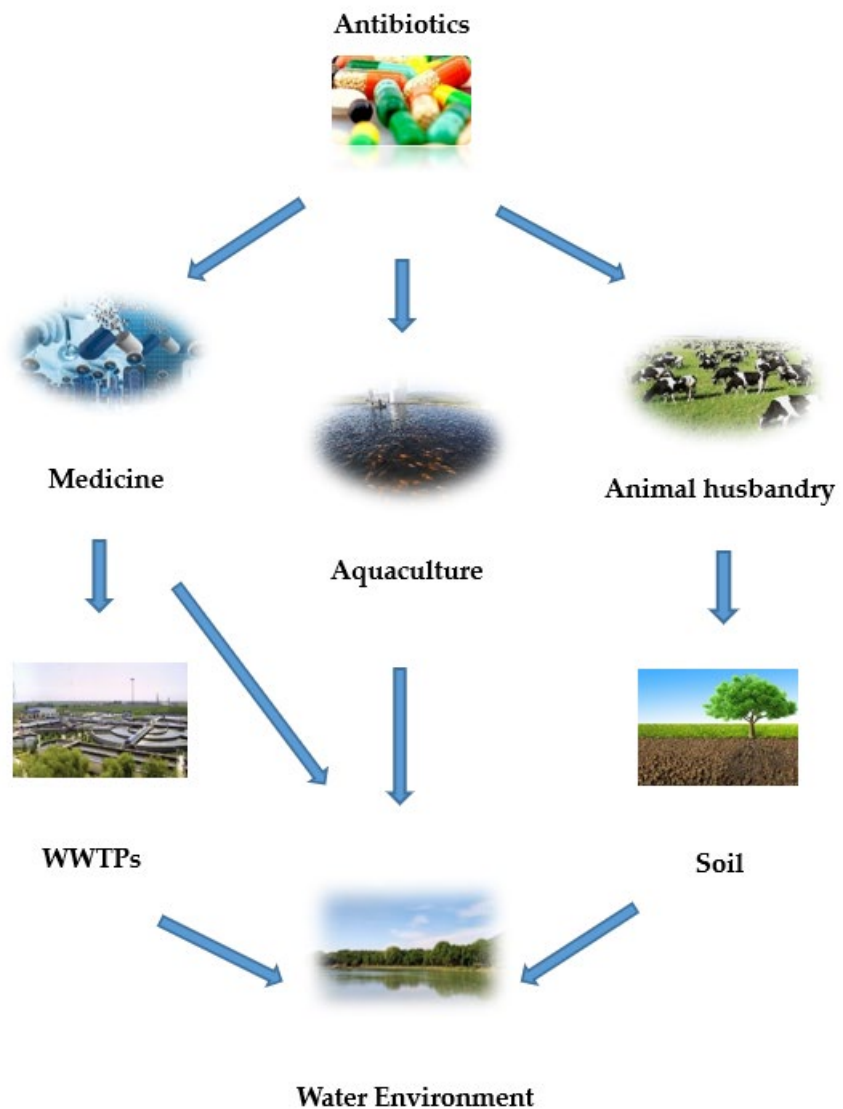 Antibiotics
Medicine
Animal husbandry
Aquaculture
WWTPs
Soil
Water Environment